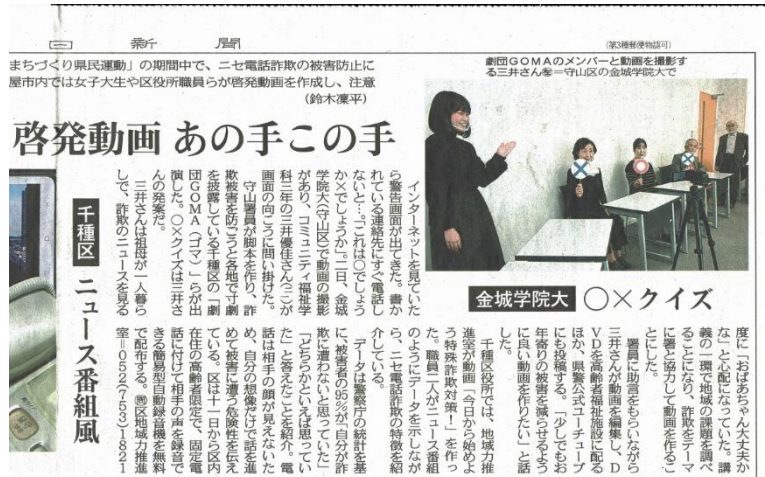 日 新 聞
(第3種郵便物認可)
まちづくり県民運動」の期間中で、ニセ電話詐欺の被害防止に
屋市内では女子大生や区役所職員らが啓発動画を作成し、注意
(鈴木凜平)
劇団GOMAのメンバーと動画を撮影す
る三井さん㊧=守山区の金城学院大で
啓発動画 あの手この手
金城学院大 ○×クイズ
インターネットを見ていた
ら警告画面が出てきた。書か
れている連絡先にすぐ電話し
ないと…。「これは○でしょう
か×でしょうか」。一日、金城
学院大(守山区)で動画の撮影
があり、コミュニティ福祉学
科三年の三井優佳さん(二〇)が
画面の向こうに問い掛けた。
守山署員が脚本を作り、詐
欺被害を防ごうと各地で寸劇
を披露している千種区の「劇
団GOMA(ゴマ)」らが出
演した。○×クイズは三井さ
んの発案だ。
三井さんは祖母が一人暮ら
しで、詐欺のニュースを見る
度に「おばあちゃん大丈夫か
な」と心配になっていた。講
義の一環で地域の課題を調べ
ることになり、詐欺をテーマ
に署と協力して動画を作るこ
とにした。
署員に助言をもらいながら
三井さんが動画を編集し、D
VDを高齢者福祉施設に配る
ほか、県警公式ユーチューブ
にも投稿する。「少しでもお
年寄りの被害を減らせるよう
に良い動画を作りたい」と話
した。
千種区 ニュース番組風
千種区役所では、地域力推
進室が動画「今日から始めよ
う特殊詐欺対策!」を作っ
た。職員二人がニュース番組
のようにデータを示しなが
ら、ニセ電話詐欺の特徴を紹
介している。
データは警察庁の統計を基
に、被害者の95%が「自分が詐
欺に遭わないと思っていた」
「どちらかといえば思ってい
た」と答えたことを紹介。電
話は相手の顔が見えないた
め、自分の想像だけで話を進
めて被害に遭う危険性を伝え
ている。区は十一日から区内
在住の高齢者限定で、固定電
話に付けて相手の声を録音で
きる簡易型自動録音機を無料
で配布する。㉄区地域力推進
室=052(753)1821